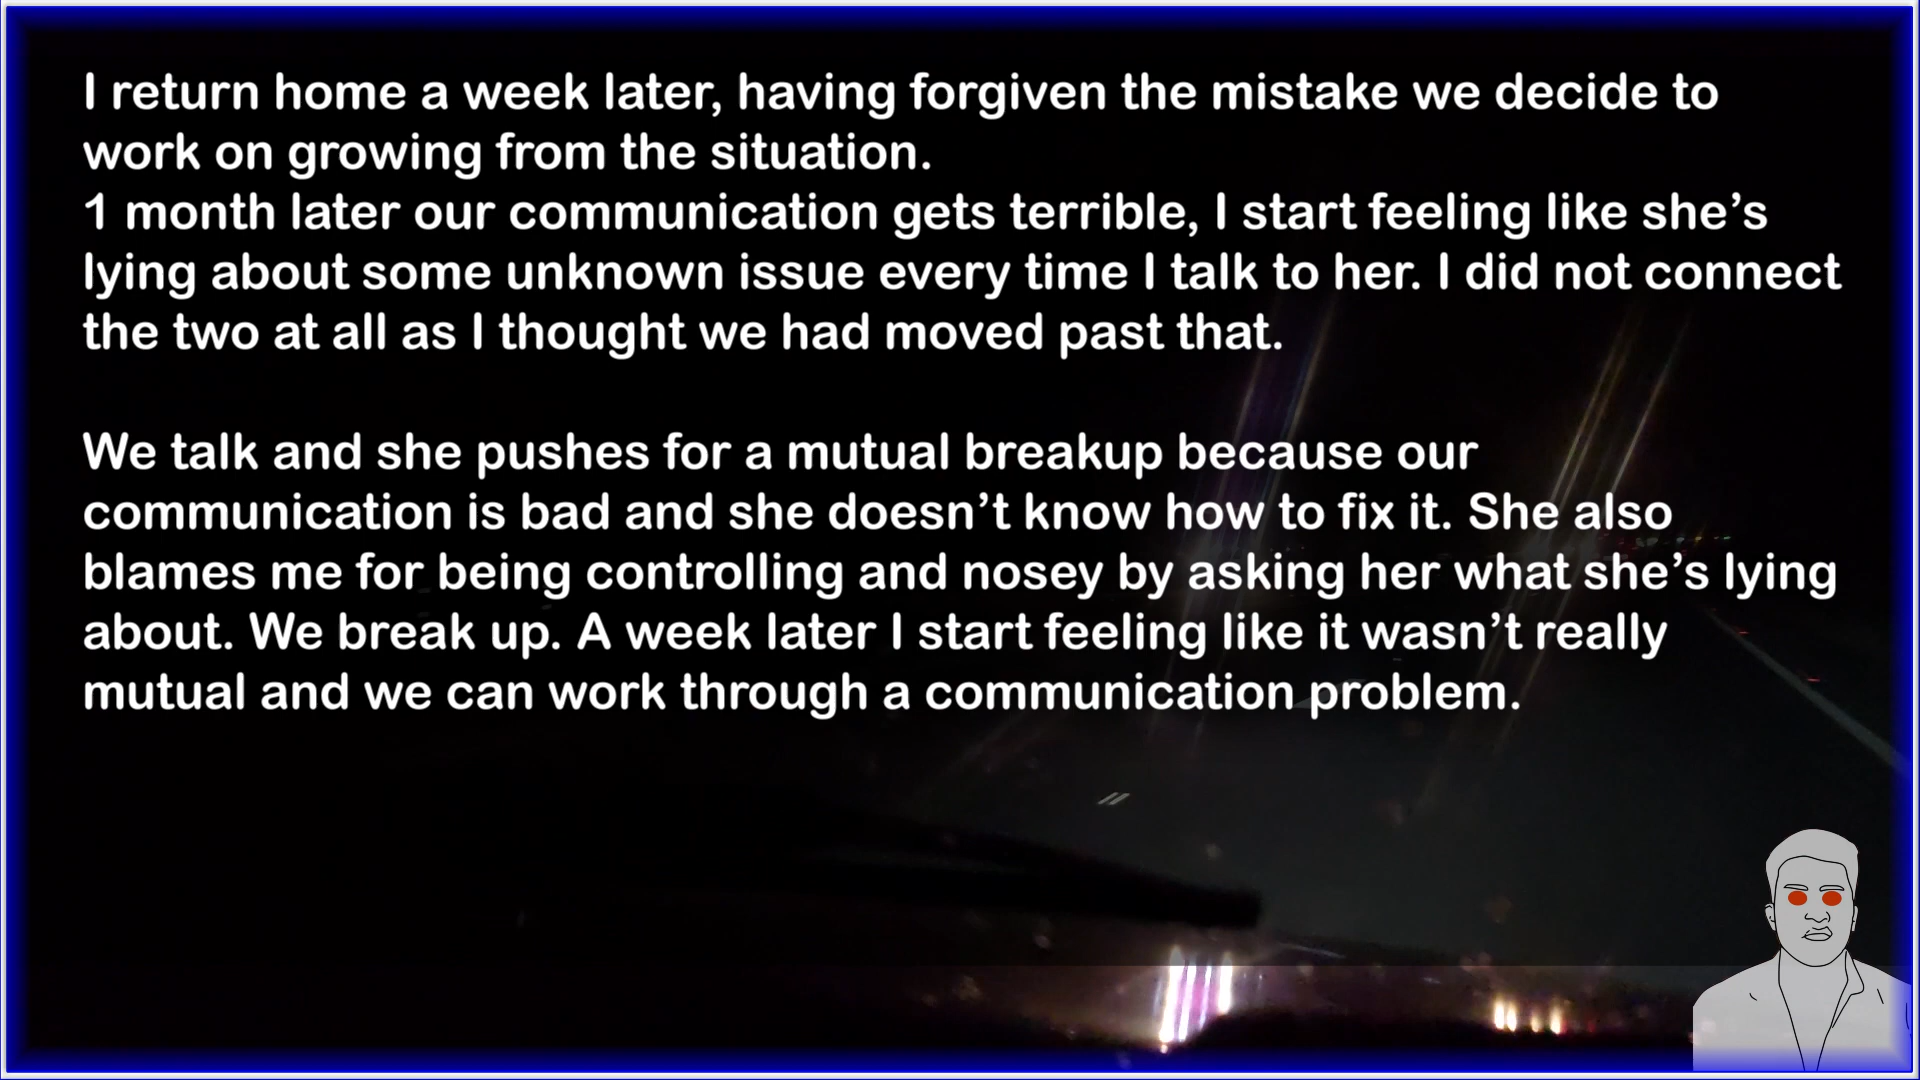 I return home a week later, having forgiven the mistake we decide to
work on growing from the situation.
1 month later our communication gets terrible, I start feeling like she’s
lying about some unknown issue every time I talk to her. I did not connect
the two at all as I thought we had moved past that.
We talk and she pushes for a mutual breakup because our
communication is bad and she doesn’t know how to fix it. She also
blames me for being controlling and nosey by asking her what she’s lying
about. We break up. A week later I start feeling like it wasn’t really
mutual and we can work through a communication problem.